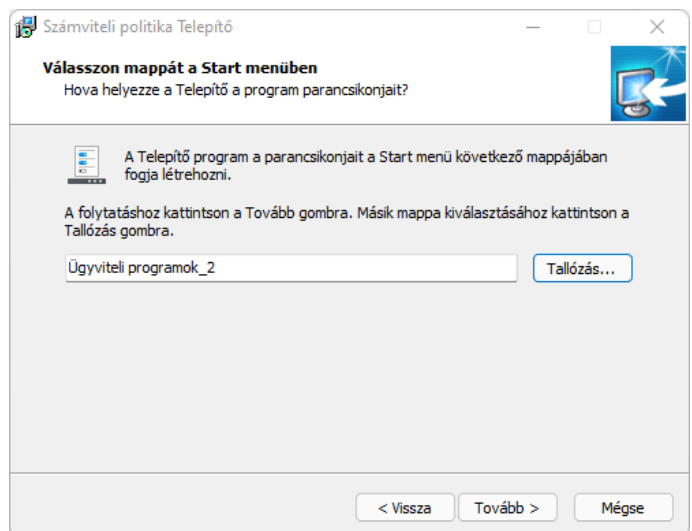 Számviteli politika Telepítő
Válasszon mappát a Start menüben
Hova helyezze a Telepítő a program parancsikonjait?
A Telepítő program a parancsikonjait a Start menü következő mappájában
fogja létrehozni.
A folytatáshoz kattintson a Tovább gombra. Másik mappa kiválasztásához kattintson a
Tallózás gombra.
Ügyviteli programok_2
Tallózás...
< Vissza
Tovább >
Mégse